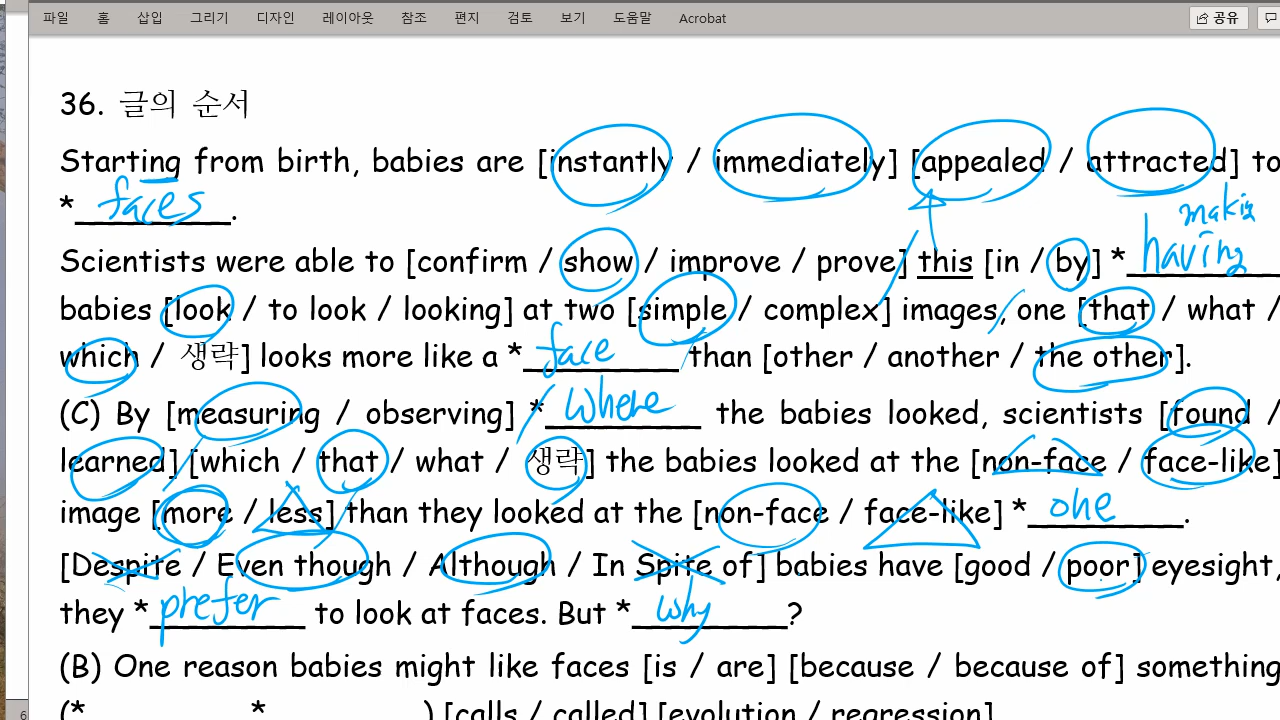 파일 홈 삽입 그리기 디자인 레이아웃 참조 편지 검토 보기 도움말 Acrobat 공유
36. 글의 순서
Starting from birth, babies are [instantly / immediately] [appealed / attracted] to
*faces.
making
Scientists were able to [confirm / show / improve / prove] this [in / by] *having
babies [look / to look / looking] at two [simple / complex] images, one [that / what /
which / 생략] looks more like a *face than [other / another / the other].
(C) By [measuring / observing] *where the babies looked, scientists [found /
learned] [which / that / what / 생략] the babies looked at the [non-face / face-like]
image [more / less] than they looked at the [non-face / face-like] *one.
[Despite / Even though / Although / In Spite of] babies have [good / poor] eyesight,
they *prefer to look at faces. But *why?
(B) One reason babies might like faces [is / are] [because / because of] something
(* * ) [calls / called] [evolution / regression].
6